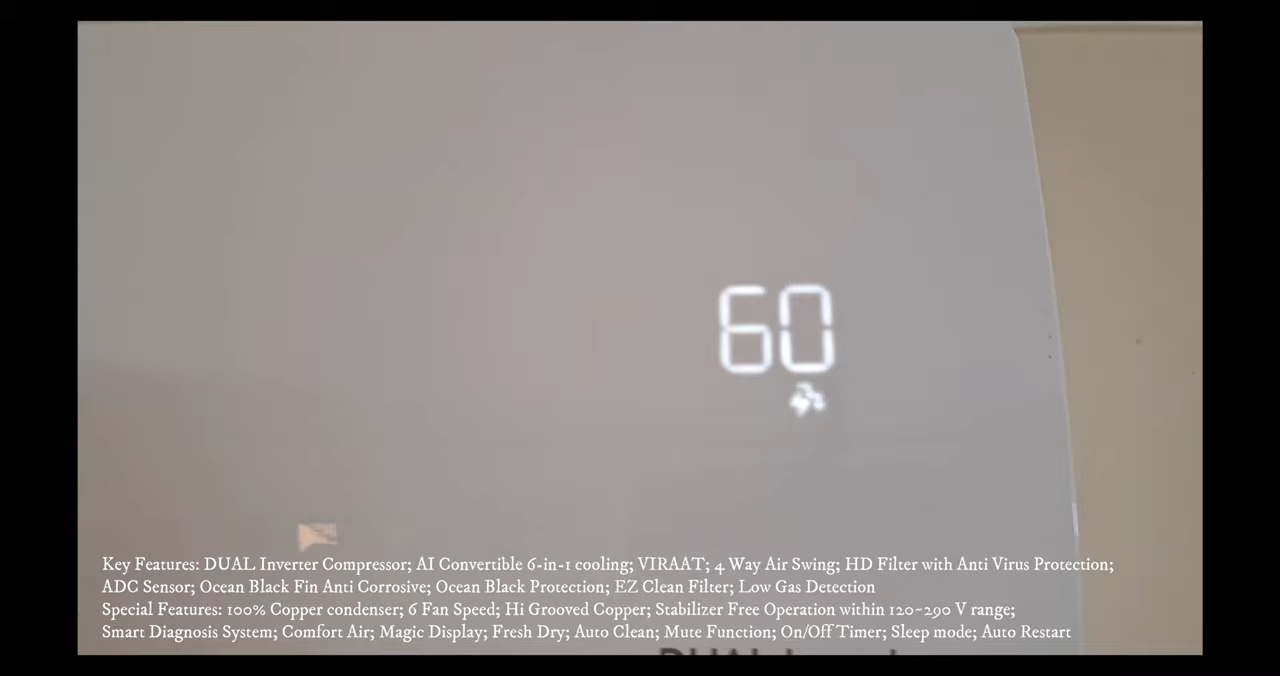 60
Key Features: DUAL Inverter Compressor; AI Convertible 6-in-1 cooling; VIRAAT; 4 Way Air Swing; HD Filter with Anti Virus Protection;
ADC Sensor; Ocean Black Fin Anti Corrosive; Ocean Black Protection; EZ Clean Filter; Low Gas Detection
Special Features: 100% Copper condenser; 6 Fan Speed; Hi Grooved Copper; Stabilizer Free Operation within 120~290 V range;
Smart Diagnosis System; Comfort Air; Magic Display; Fresh Dry; Auto Clean; Mute Function; On/Off Timer; Sleep mode; Auto Restart